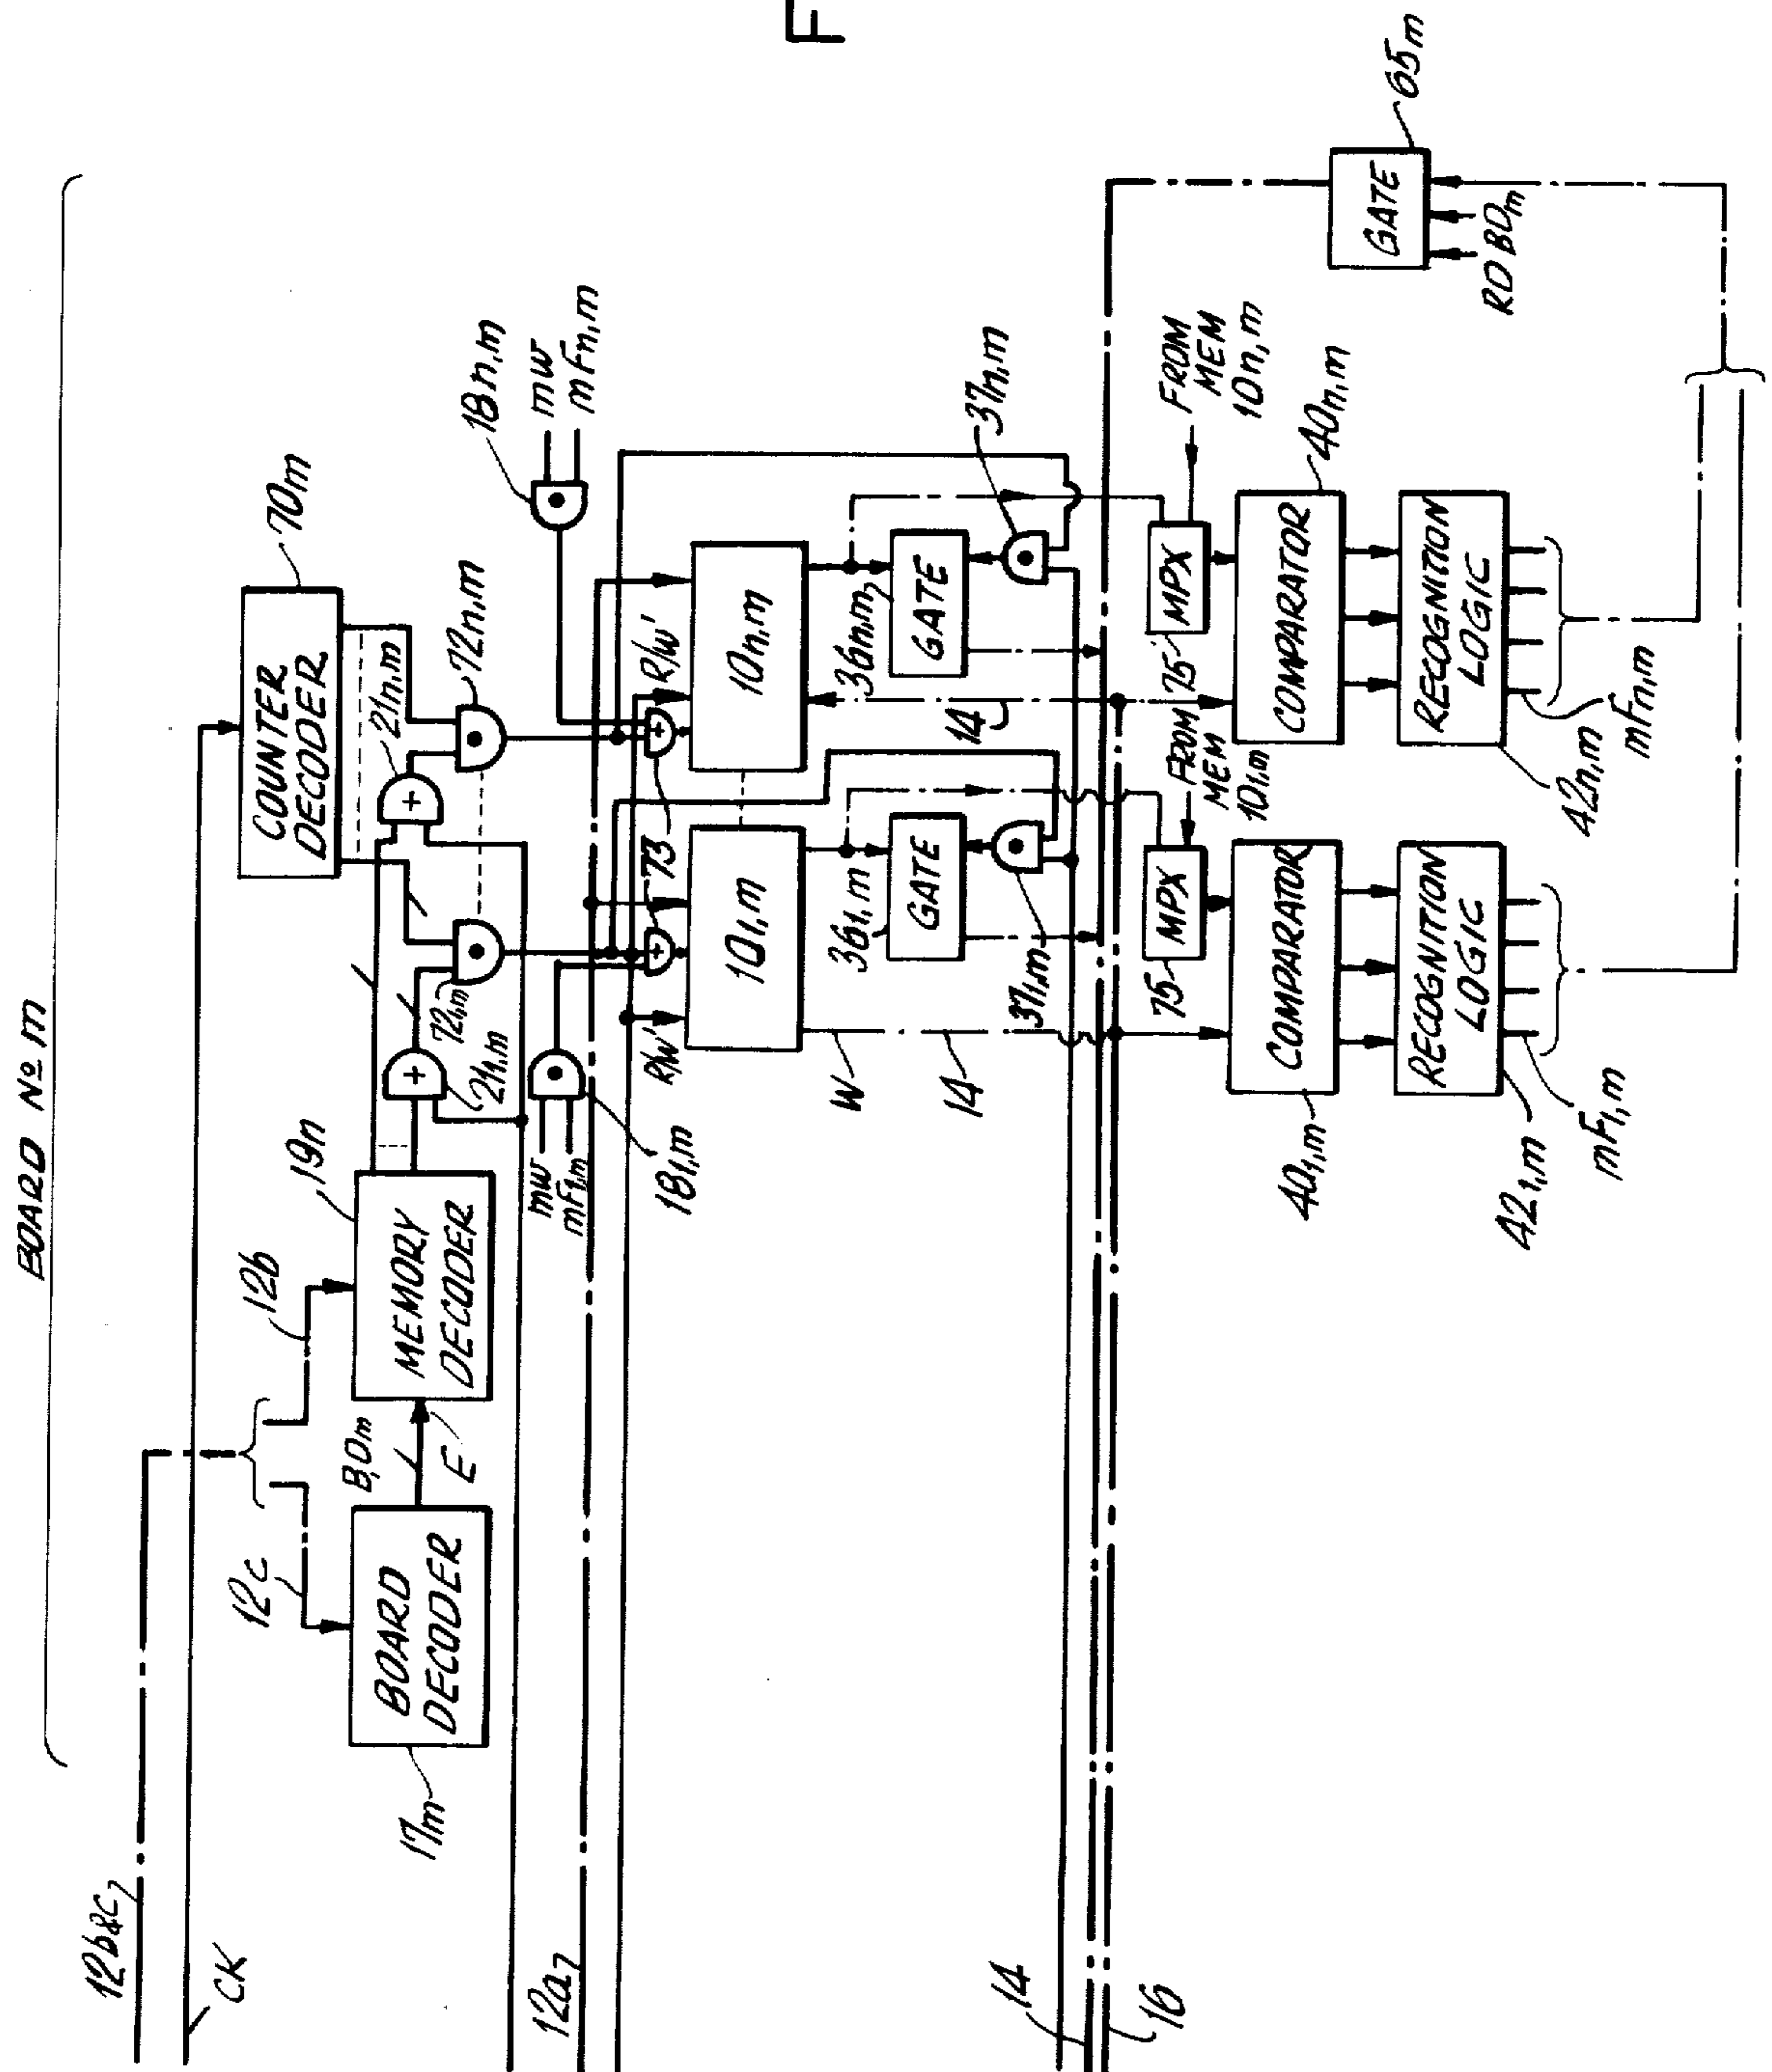 BOARD No m
F
12b&c
CK
12c
12b
17m
BOARD
DECODER
BDm
E
MEMORY
DECODER
19n
COUNTER
DECODER
70m
211,m
21n,m
721,m
72n,m
mw
mF1,m
181,m
18n,m
mw
mFn,m
12a
R/W'
R/W'
73
101,m
10n,m
W
14
14
361,m
GATE
36n,m
GATE
371,m
37n,m
14
16
75
MPX
FROM
MEM
101,m
75
MPX
FROM
MEM
10n,m
401,m
COMPARATOR
COMPARATOR
40n,m
421,m
RECOGNITION
LOGIC
42n,m
RECOGNITION
LOGIC
mF1,m
mFn,m
GATE
65m
RD BDm